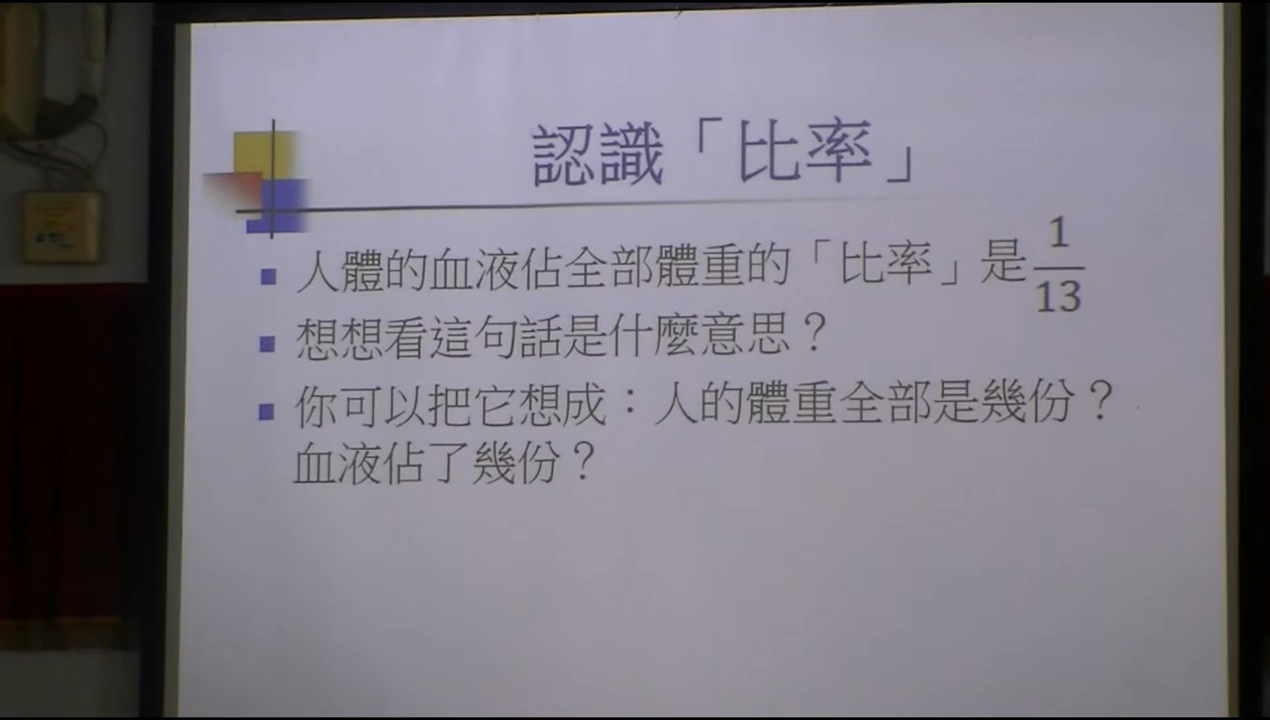 認識「比率」
人體的血液佔全部體重的「比率」是 1/13
想想看這句話是什麼意思？
你可以把它想成：人的體重全部是幾份？
血液佔了幾份？